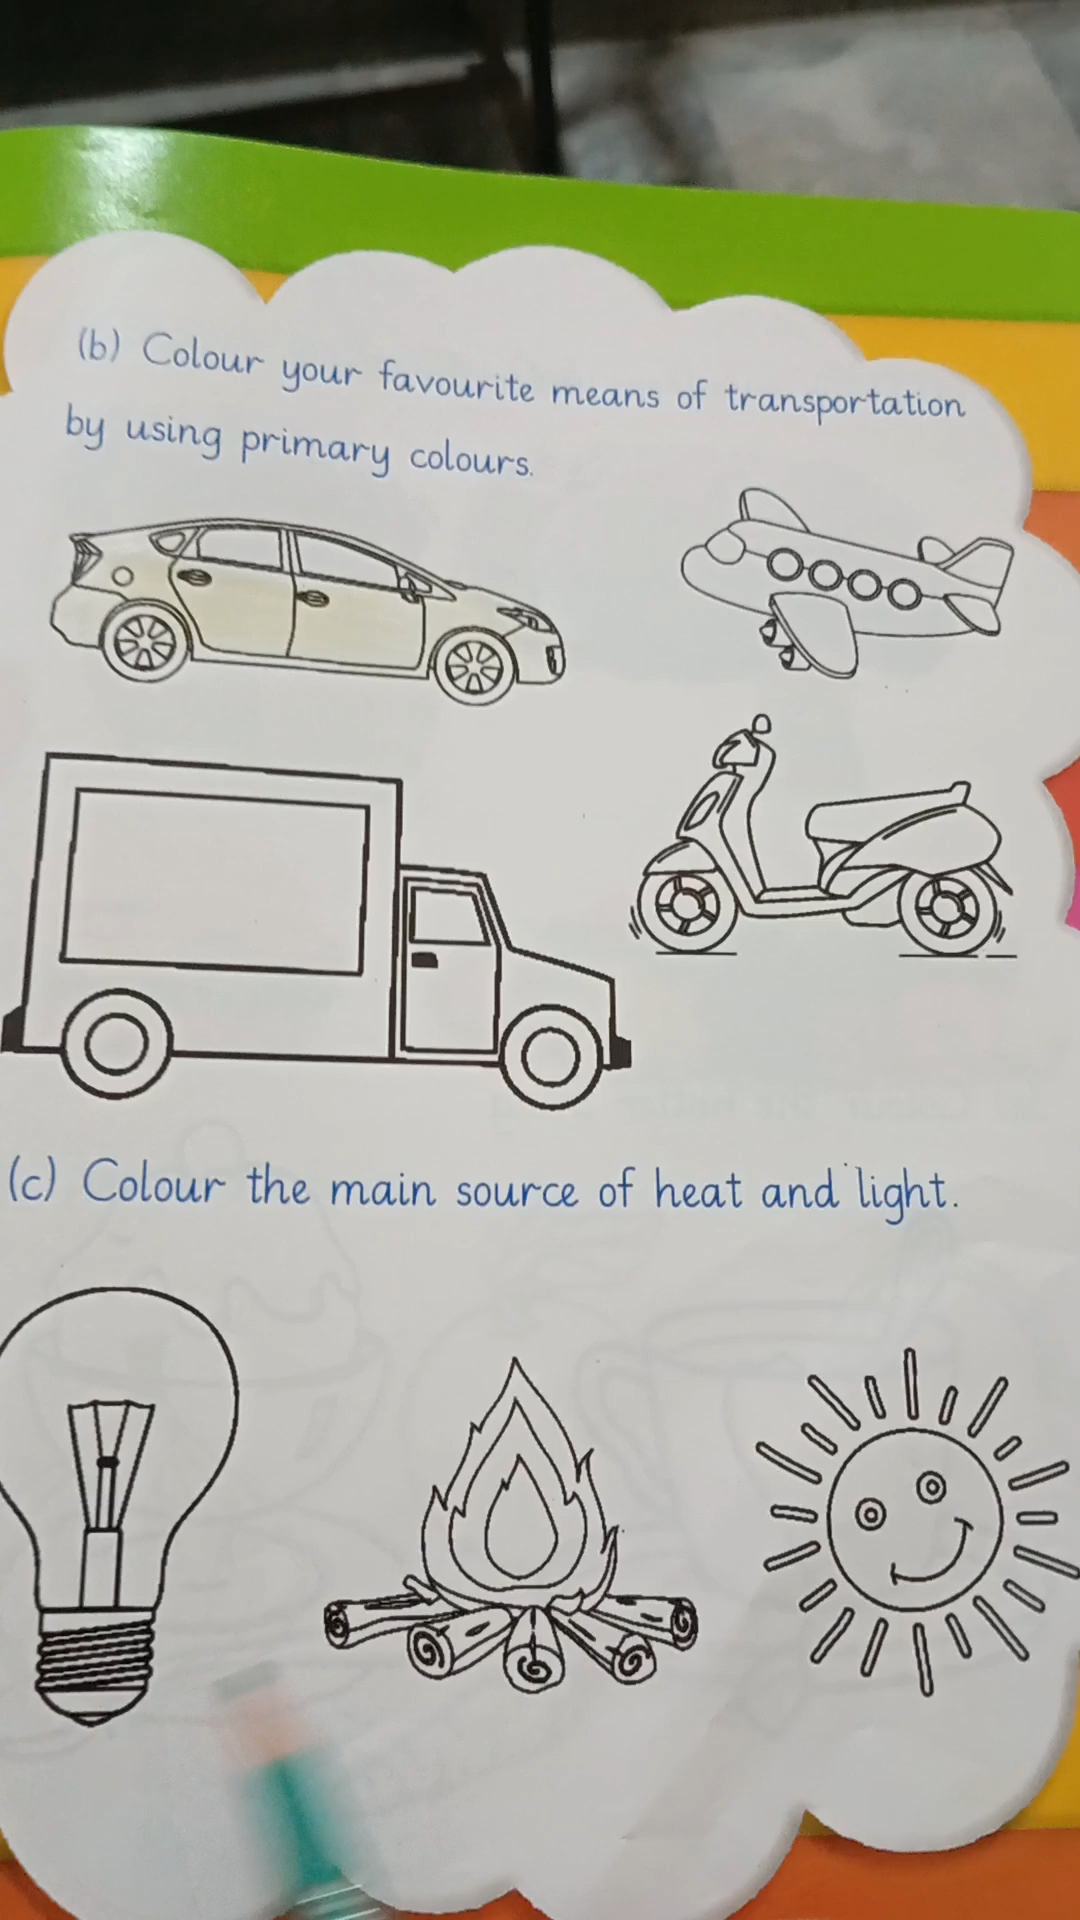 (b) Colour your favourite means of transportation
by using primary colours.
(c) Colour the main source of heat and light.